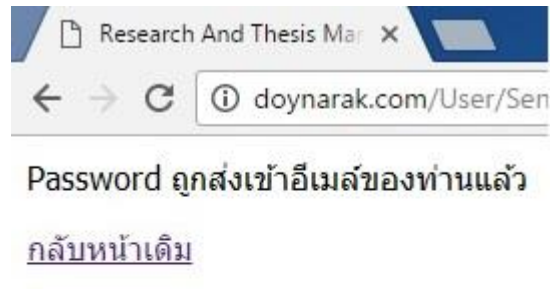 Research And Thesis Ma
doynarak.com/User/Sen
Password ถูกส่งเข้าอีเมล์ของท่านแล้ว
กลับหน้าเดิม